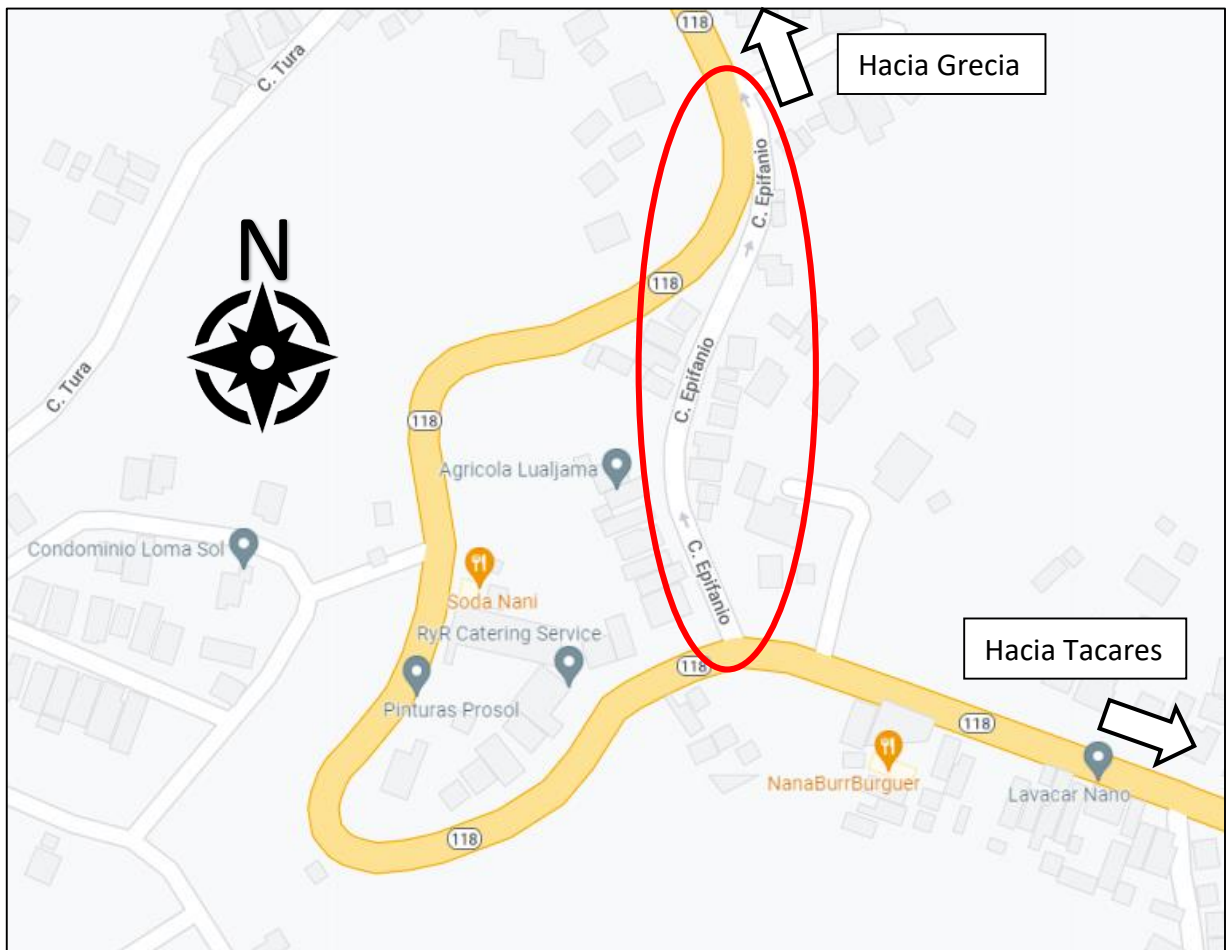 118
C. Tura
Hacia Grecia
C. Epifanio
N
118
C. Tura
C. Epifanio
118
Agricola Lualjama
Condominio Loma Sol
Soda Nani
C. Epifanio
RyR Catering Service
Hacia Tacares
118
Pinturas Prosol
118
NanaBurrBurguer
Lavacar Nano
118